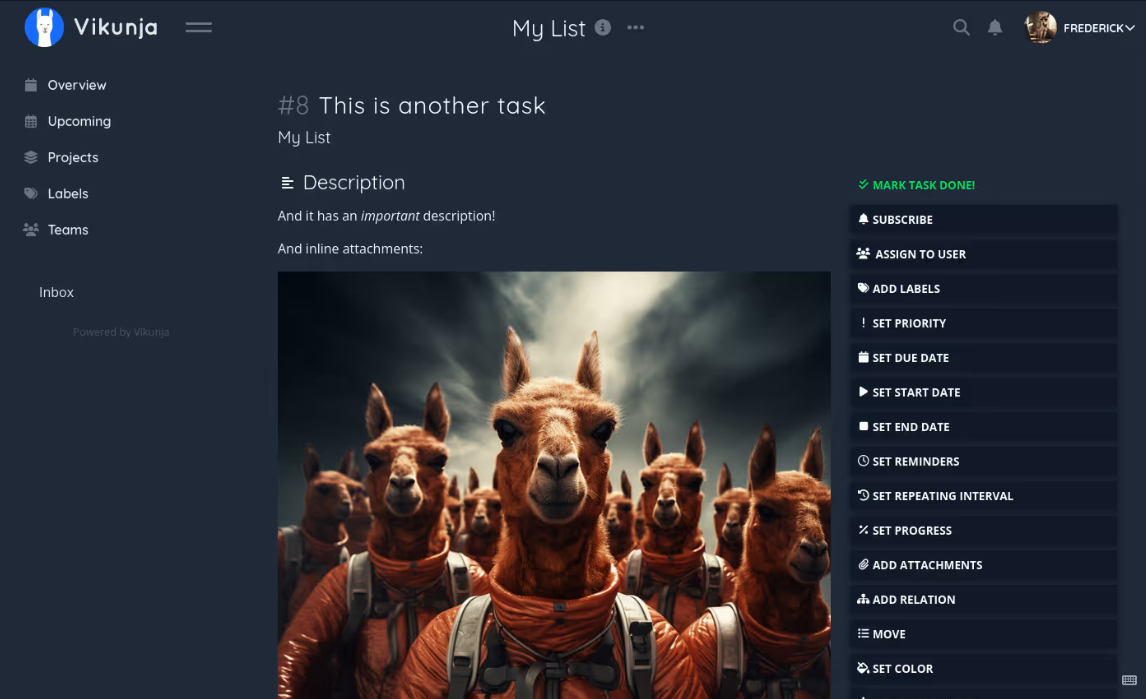 Vikunja
My List
FREDERICK
Overview
Upcoming
Projects
Labels
Teams
Inbox
Powered by Vikunja
#8 This is another task
My List
Description
And it has an important description!
And inline attachments:
MARK TASK DONE!
SUBSCRIBE
ASSIGN TO USER
ADD LABELS
SET PRIORITY
SET DUE DATE
SET START DATE
SET END DATE
SET REMINDERS
SET REPEATING INTERVAL
SET PROGRESS
ADD ATTACHMENTS
ADD RELATION
MOVE
SET COLOR